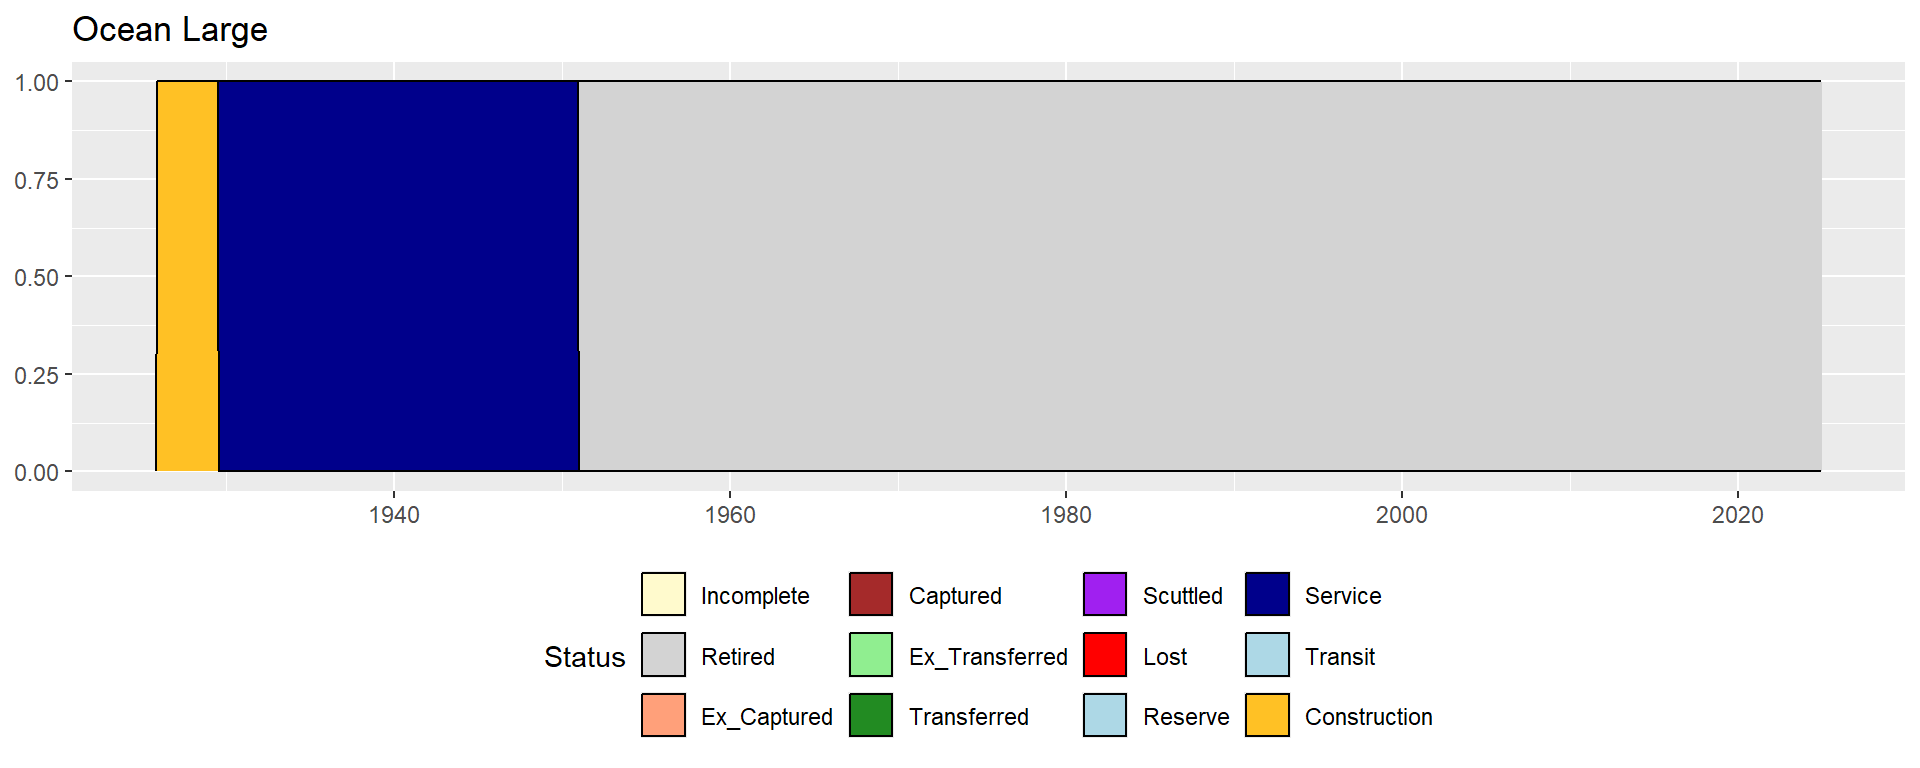 Ocean Large
1.00
0.75
0.50
0.25
0.00
1940 1960 1980 2000 2020
Incomplete Captured Scuttled Service
Status Retired Ex_Transferred Lost Transit
Ex_Captured Transferred Reserve Construction